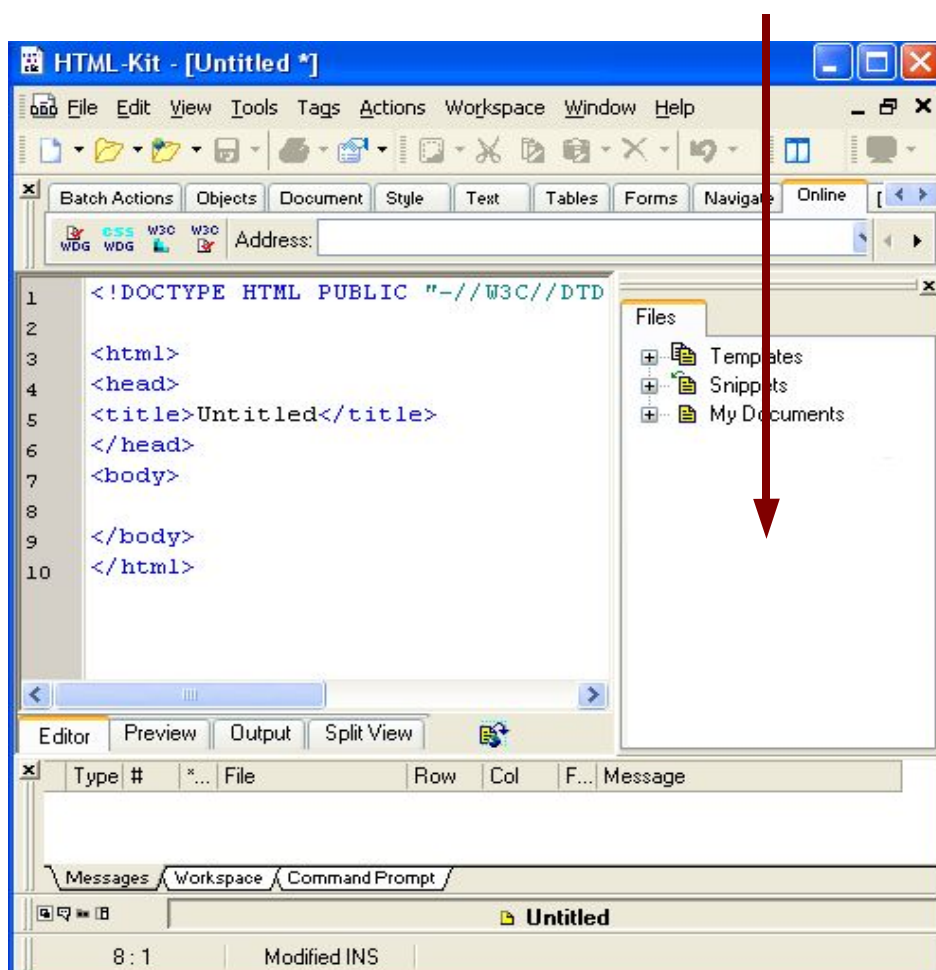 HTML-Kit - [Untitled *]
File Edit View Tools Tags Actions Workspace Window Help
Batch Actions Objects Document Style Text Tables Forms Navigate Online [
WDG CSS WDG W3C W3C Address:
1 <!DOCTYPE HTML PUBLIC "-//W3C//DTD
2
3 <html>
4 <head>
5 <title>Untitled</title>
6 </head>
7 <body>
8
9 </body>
10 </html>
Files
Templates
Snippets
My Documents
Editor Preview Output Split View
Type # *... File Row Col F... Message
Messages Workspace Command Prompt
Untitled
8 : 1 Modified INS